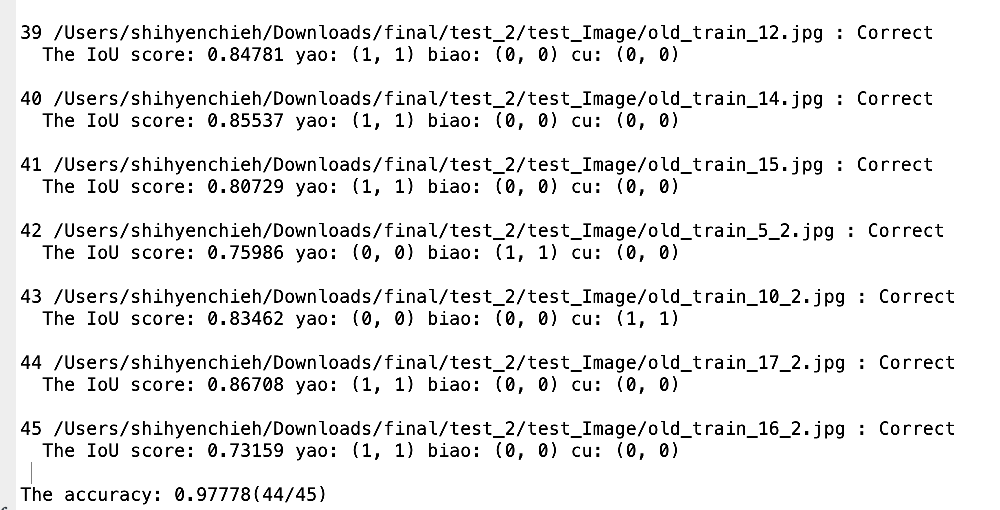 39 /Users/shihyenchieh/Downloads/final/test_2/test_Image/old_train_12.jpg : Correct
The IoU score: 0.84781 yao: (1, 1) biao: (0, 0) cu: (0, 0)
40 /Users/shihyenchieh/Downloads/final/test_2/test_Image/old_train_14.jpg : Correct
The IoU score: 0.85537 yao: (1, 1) biao: (0, 0) cu: (0, 0)
41 /Users/shihyenchieh/Downloads/final/test_2/test_Image/old_train_15.jpg : Correct
The IoU score: 0.80729 yao: (1, 1) biao: (0, 0) cu: (0, 0)
42 /Users/shihyenchieh/Downloads/final/test_2/test_Image/old_train_5_2.jpg : Correct
The IoU score: 0.75986 yao: (0, 0) biao: (1, 1) cu: (0, 0)
43 /Users/shihyenchieh/Downloads/final/test_2/test_Image/old_train_10_2.jpg : Correct
The IoU score: 0.83462 yao: (0, 0) biao: (0, 0) cu: (1, 1)
44 /Users/shihyenchieh/Downloads/final/test_2/test_Image/old_train_17_2.jpg : Correct
The IoU score: 0.86708 yao: (1, 1) biao: (0, 0) cu: (0, 0)
45 /Users/shihyenchieh/Downloads/final/test_2/test_Image/old_train_16_2.jpg : Correct
The IoU score: 0.73159 yao: (1, 1) biao: (0, 0) cu: (0, 0)
The accuracy: 0.97778(44/45)